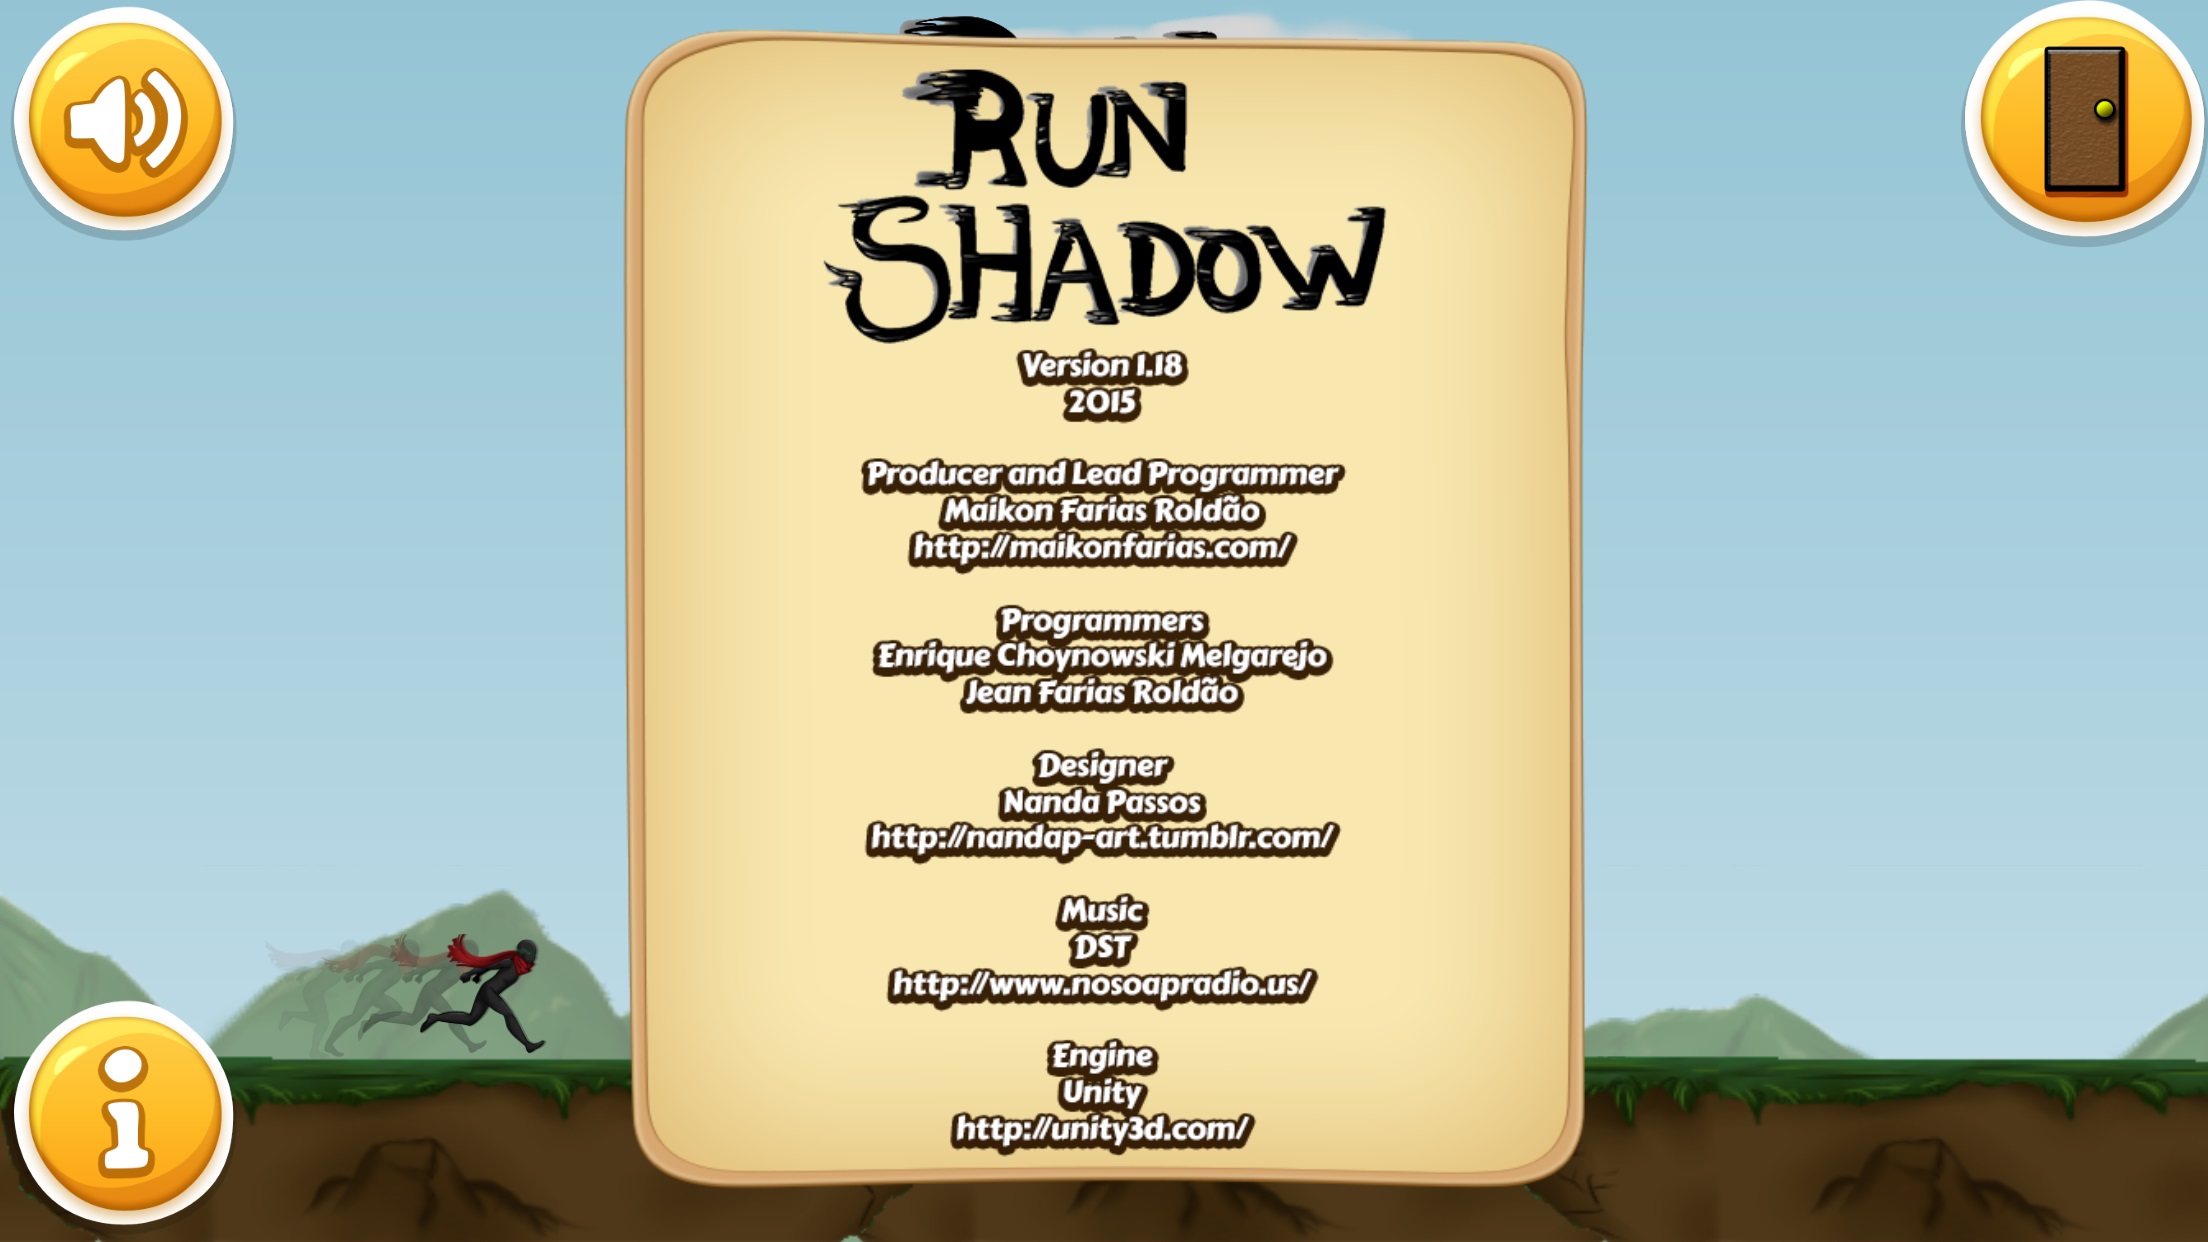 RUN
SHADOW
Version 1.18
2015
Producer and Lead Programmer
Maikon Farias Roldão
http://maikonfarias.com/
Programmers
Enrique Choynowski Melgarejo
Jean Farias Roldão
Designer
Nanda Passos
http://nandap-art.tumblr.com/
Music
DST
http://www.nosoapradio.us/
Engine
Unity
http://unity3d.com/